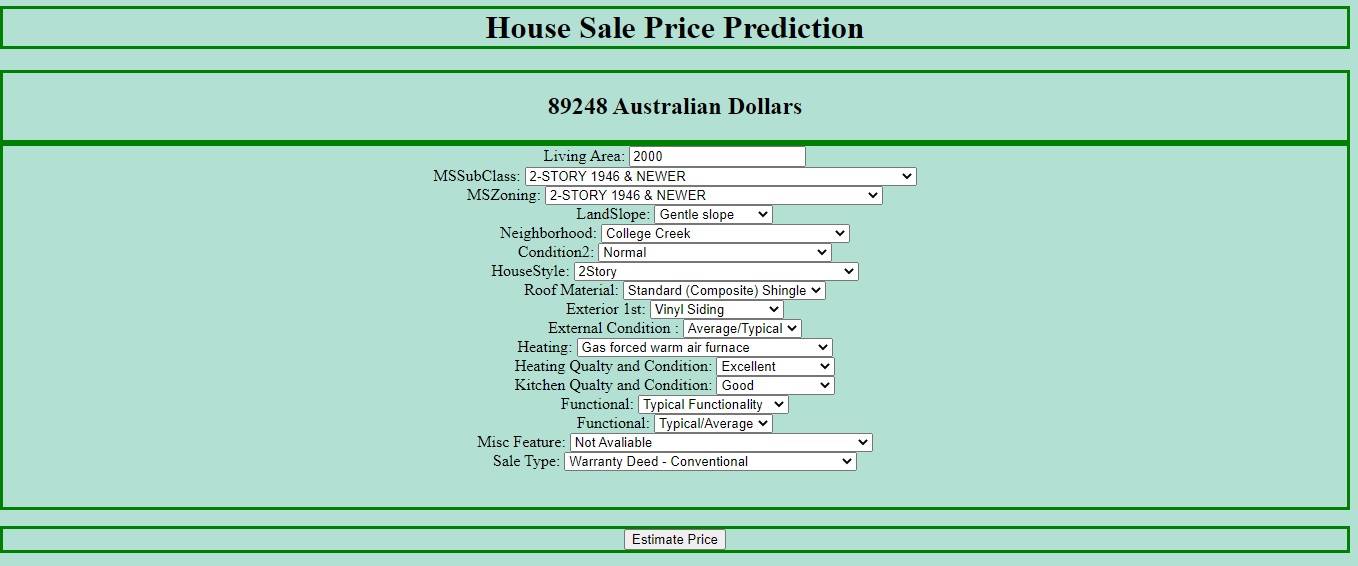 House Sale Price Prediction
89248 Australian Dollars
Living Area: 2000
MSSubClass: 2-STORY 1946 & NEWER
MSZoning: 2-STORY 1946 & NEWER
LandSlope: Gentle slope
Neighborhood: College Creek
Condition2: Normal
HouseStyle: 2Story
Roof Material: Standard (Composite) Shingle
Exterior 1st: Vinyl Siding
External Condition : Average/Typical
Heating: Gas forced warm air furnace
Heating Qualty and Condition: Excellent
Kitchen Qualty and Condition: Good
Functional: Typical Functionality
Functional: Typical/Average
Misc Feature: Not Avaliable
Sale Type: Warranty Deed - Conventional
Estimate Price